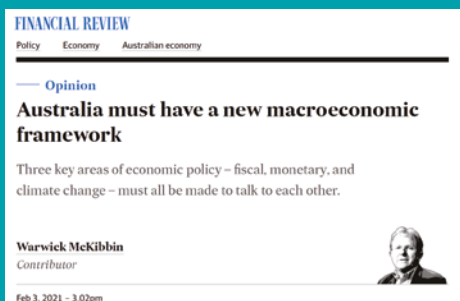 FINANCIAL REVIEW
Policy Economy Australian economy
Opinion
Australia must have a new macroeconomic
framework
Three key areas of economic policy – fiscal, monetary, and
climate change – must all be made to talk to each other.
Warwick McKibbin
Contributor
Feb 3, 2021 – 3.02pm